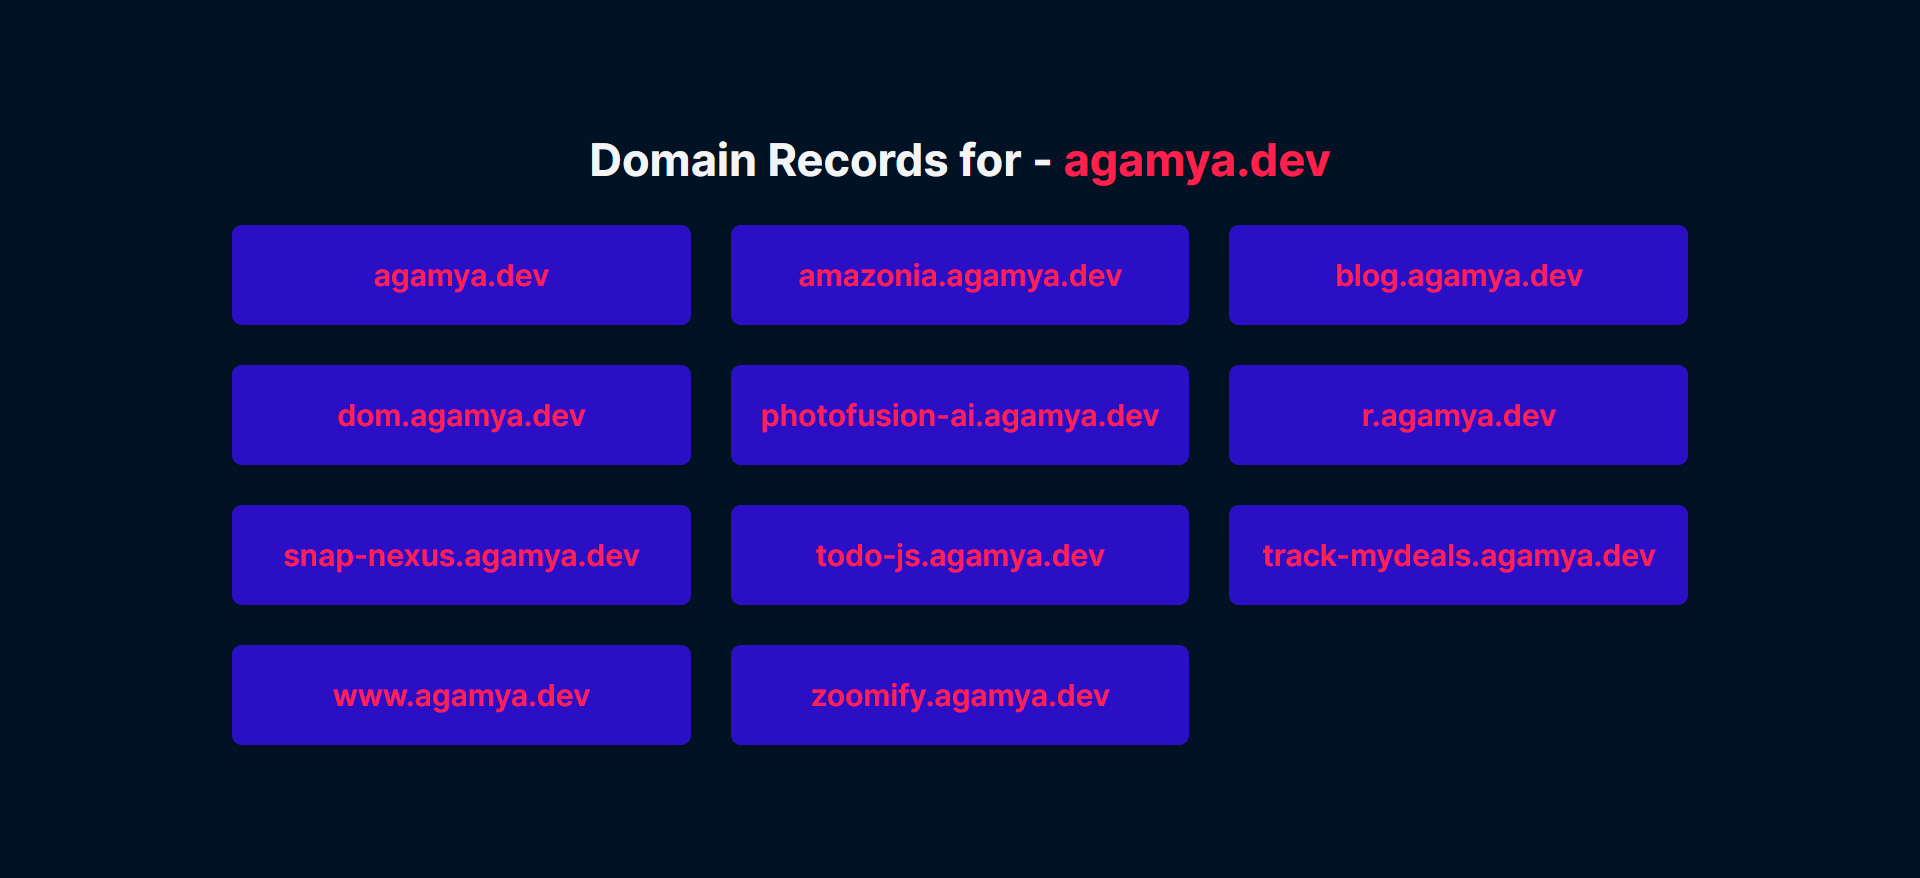 Domain Records for - agamya.dev
agamya.dev
amazonia.agamya.dev
blog.agamya.dev
dom.agamya.dev
photofusion-ai.agamya.dev
r.agamya.dev
snap-nexus.agamya.dev
todo-js.agamya.dev
track-mydeals.agamya.dev
www.agamya.dev
zoomify.agamya.dev